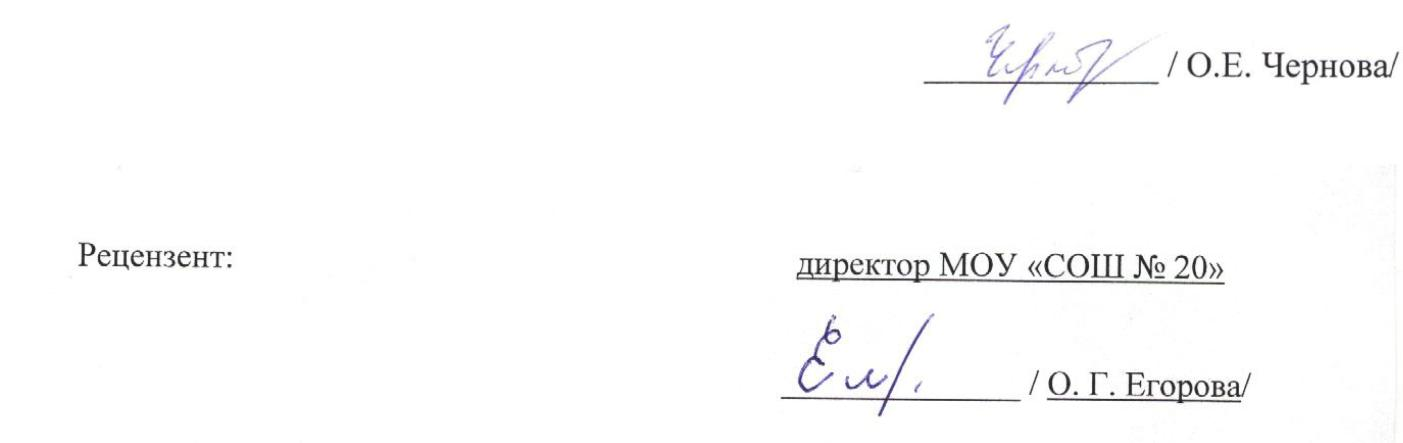 / О.Е. Чернова/
Рецензент:
директор МОУ «СОШ № 20»
/ О. Г. Егорова/